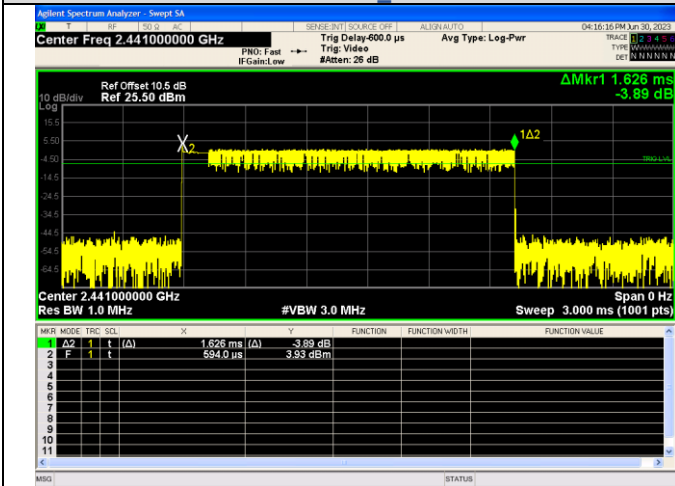 Agilent Spectrum Analyzer - Swept SA
T RF 50 Ω AC SENSE:INT SOURCE OFF ALIGN AUTO 04:16:16 PM Jun 30, 2023
Center Freq 2.441000000 GHz Trig Delay-600.0 µs Avg Type: Log-Pwr TRACE 1 2 3 4 5 6
PNO: Fast Trig: Video TYPE
IFGain:Low #Atten: 26 dB DET N N N N N N
ΔMkr1 1.626 ms
-3.89 dB
Ref Offset 10.5 dB
10 dB/div Ref 25.50 dBm
Log
15.5
5.50
-4.50
-14.5
-24.5
-34.5
-44.5
-54.5
-64.5
X2
1Δ2
TRIG LVL
Center 2.441000000 GHz Span 0 Hz
Res BW 1.0 MHz #VBW 3.0 MHz Sweep 3.000 ms (1001 pts)
MKR MODE TRC SCL X Y FUNCTION FUNCTION WIDTH FUNCTION VALUE
1 Δ2 1 t (Δ) 1.626 ms (Δ) -3.89 dB
2 F 1 t 594.0 µs 3.93 dBm
3
4
5
6
7
8
9
10
11
MSG STATUS